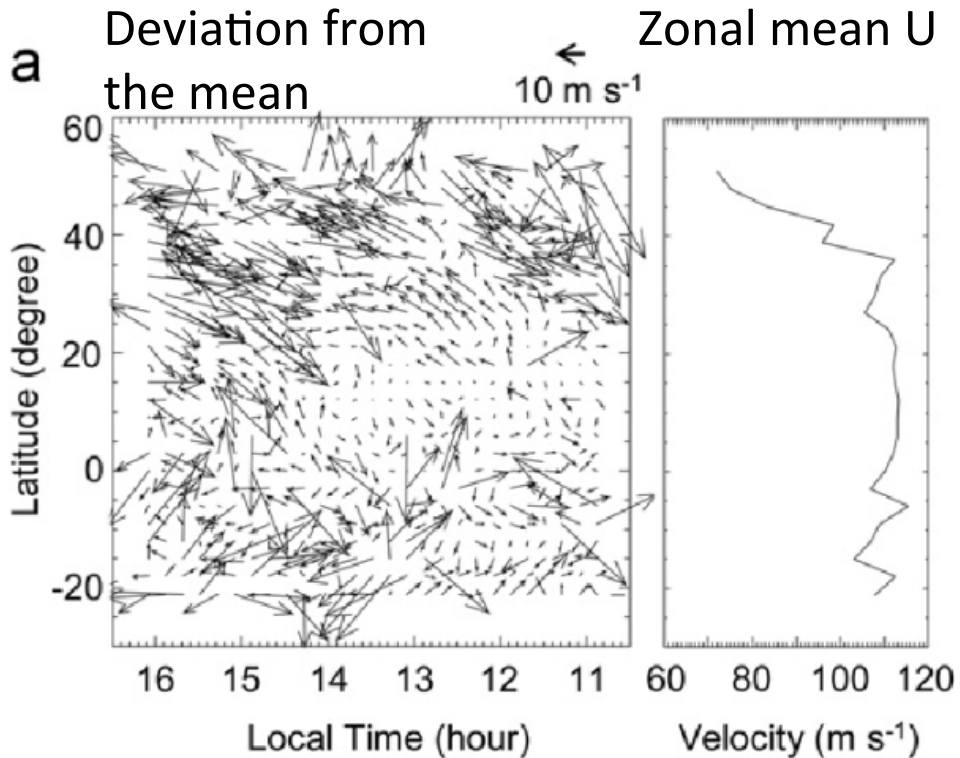 Deviation from
the mean
Zonal mean U
a
10 m s-1
60
40
20
0
-20
Latitude (degree)
16 15 14 13 12 11
Local Time (hour)
60 80 100 120
Velocity (m s-1)